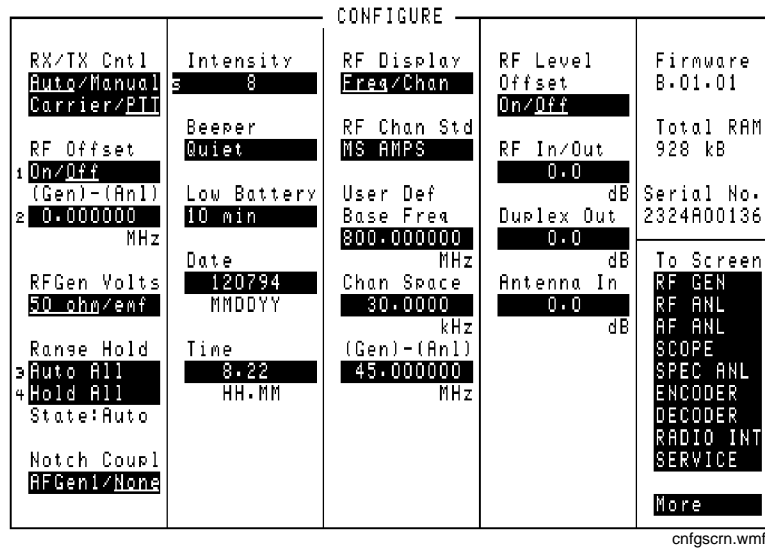 CONFIGURE
RX/TX Cntl
Auto/Manual
Carrier/PTT
RF Offset
1 On/Off
(Gen)-(Anl)
2 0.000000
MHz
RFGen Volts
50 ohm/emf
Range Hold
3 Auto All
4 Hold All
State:Auto
Notch Coupl
AFGen1/None
Intensity
s 8
Beeper
Quiet
Low Battery
10 min
Date
120794
MMDDYY
Time
8.22
HH.MM
RF Display
Freq/Chan
RF Chan Std
MS AMPS
User Def
Base Freq
800.000000
MHz
Chan Space
30.0000
kHz
(Gen)-(Anl)
45.000000
MHz
RF Level
Offset
On/Off
RF In/Out
0.0
dB
Duplex Out
0.0
dB
Antenna In
0.0
dB
Firmware
B.01.01
Total RAM
928 kB
Serial No.
2324A00136
To Screen
RF GEN
RF ANL
AF ANL
SCOPE
SPEC ANL
ENCODER
DECODER
RADIO INT
SERVICE
More
cnfgscrn.wmf